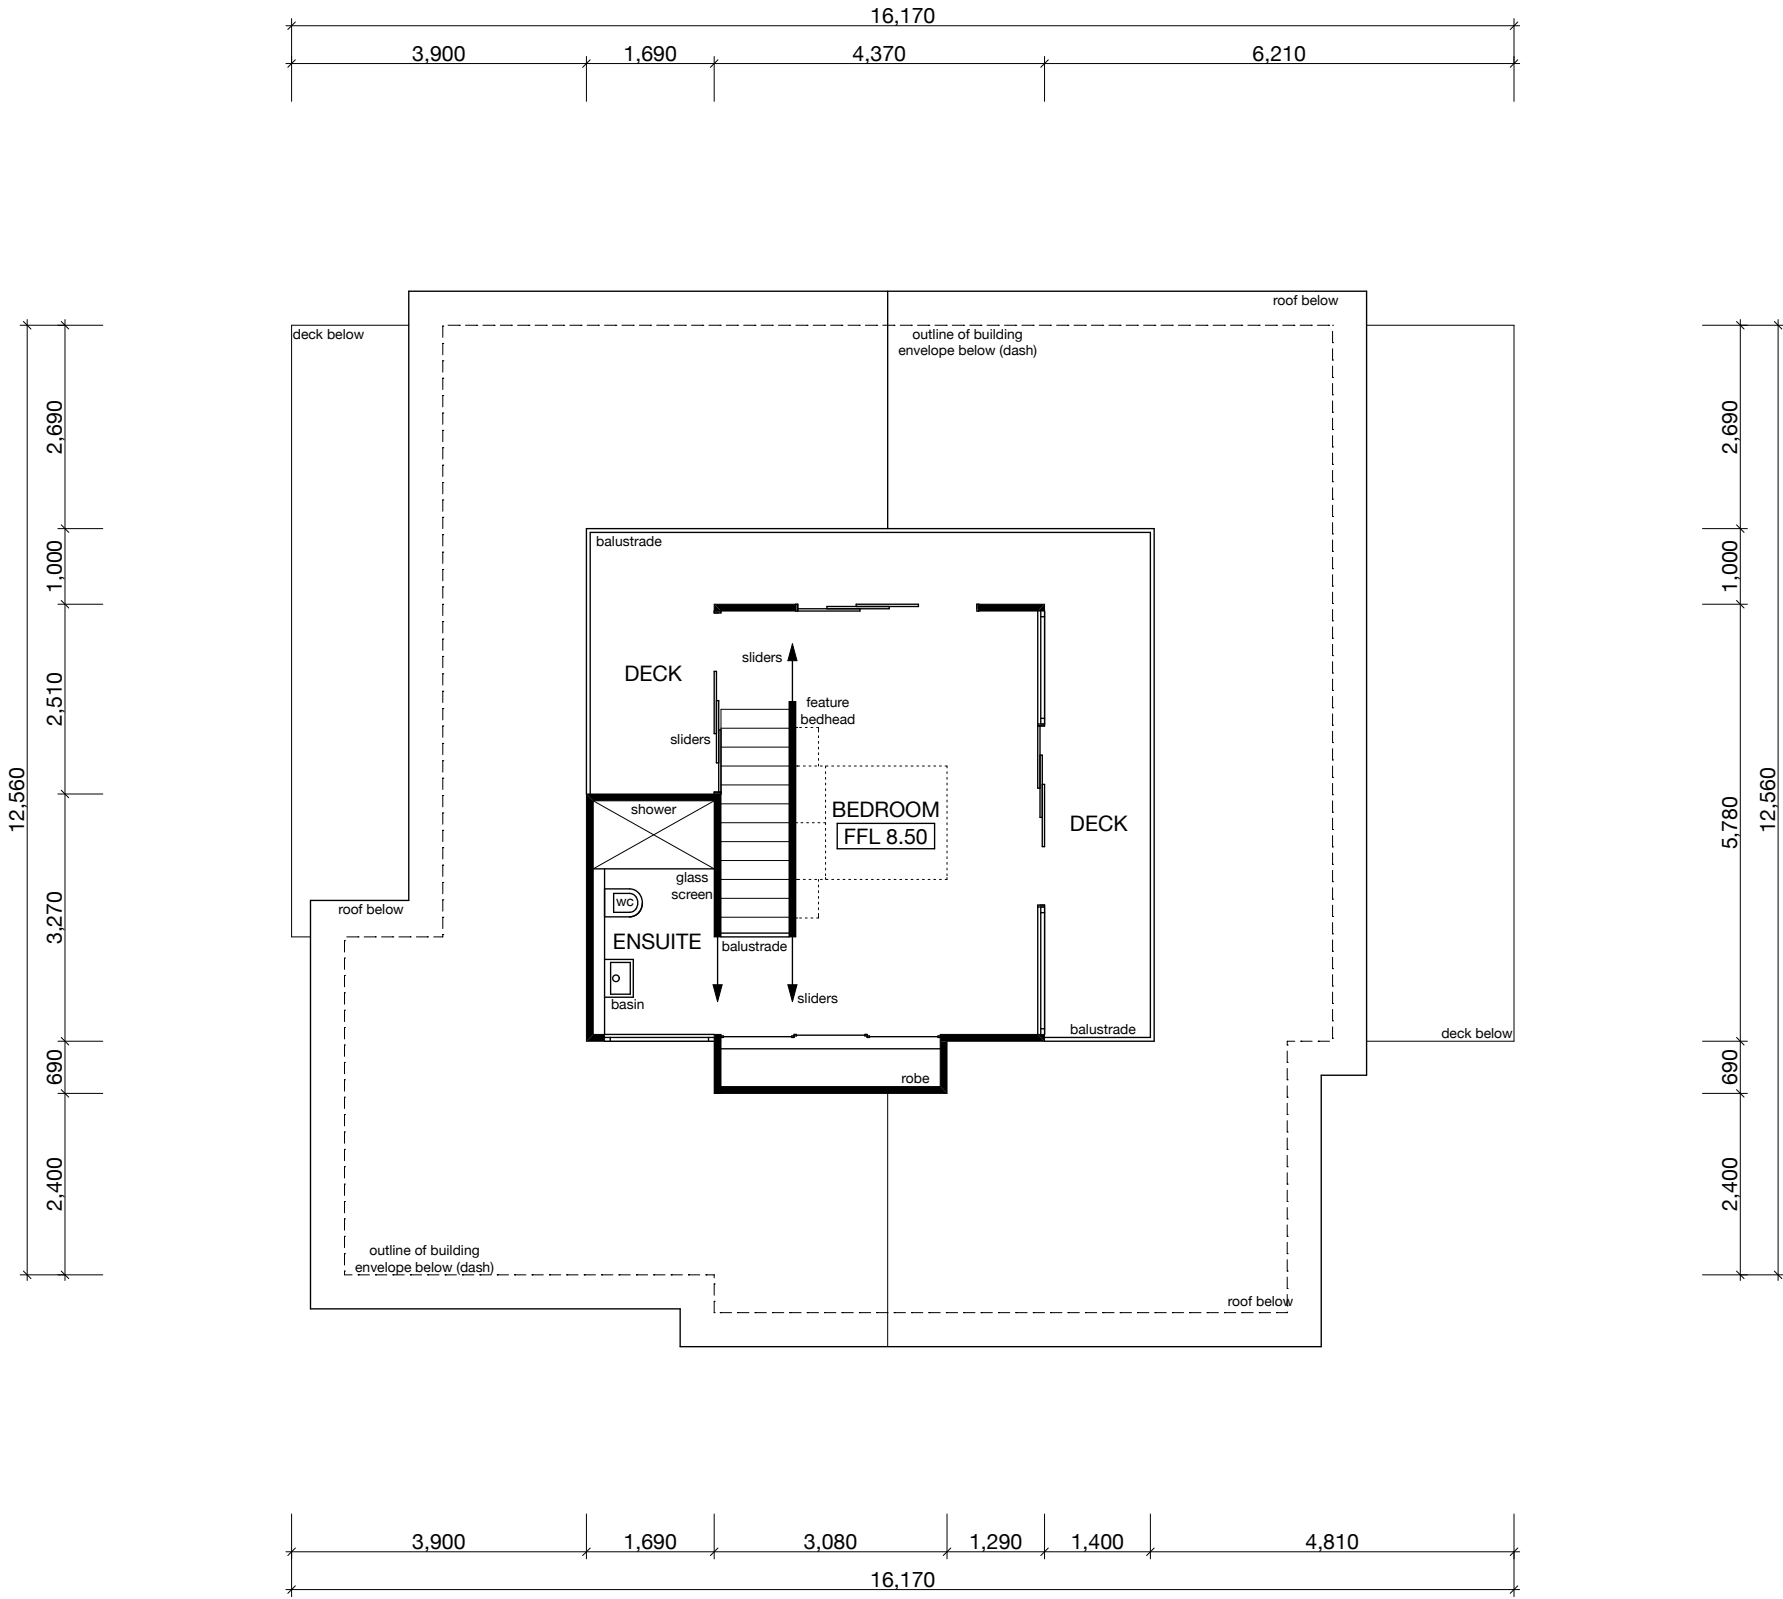 16,170
3,900
1,690
4,370
6,210
roof below
deck below
outline of building
envelope below (dash)
2,690
2,690
balustrade
1,000
1,000
sliders
DECK
feature
bedhead
2,510
sliders
12,560
shower
BEDROOM
FFL 8.50
DECK
5,780
12,560
glass
screen
WC
roof below
3,270
ENSUITE
balustrade
sliders
basin
balustrade
deck below
690
robe
690
2,400
2,400
outline of building
envelope below (dash)
roof below
3,900
1,690
3,080
1,290
1,400
4,810
16,170